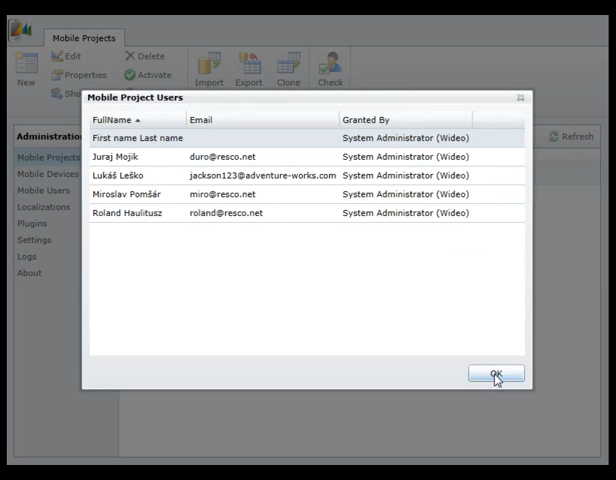 Mobile Projects
Edit
Delete
Properties
Activate
New
Import
Export
Clone
Check
Mobile Project Users
FullName
Email
Granted By
First name Last name
System Administrator (Wideo)
Juraj Mojik
duro@resco.net
System Administrator (Wideo)
Lukáš Leško
jackson123@adventure-works.com
System Administrator (Wideo)
Miroslav Pomšár
miro@resco.net
System Administrator (Wideo)
Roland Haulitusz
roland@resco.net
System Administrator (Wideo)
OK
Refresh
Mobile Projects
Mobile Devices
Mobile Users
Localizations
Plugins
Settings
Logs
About